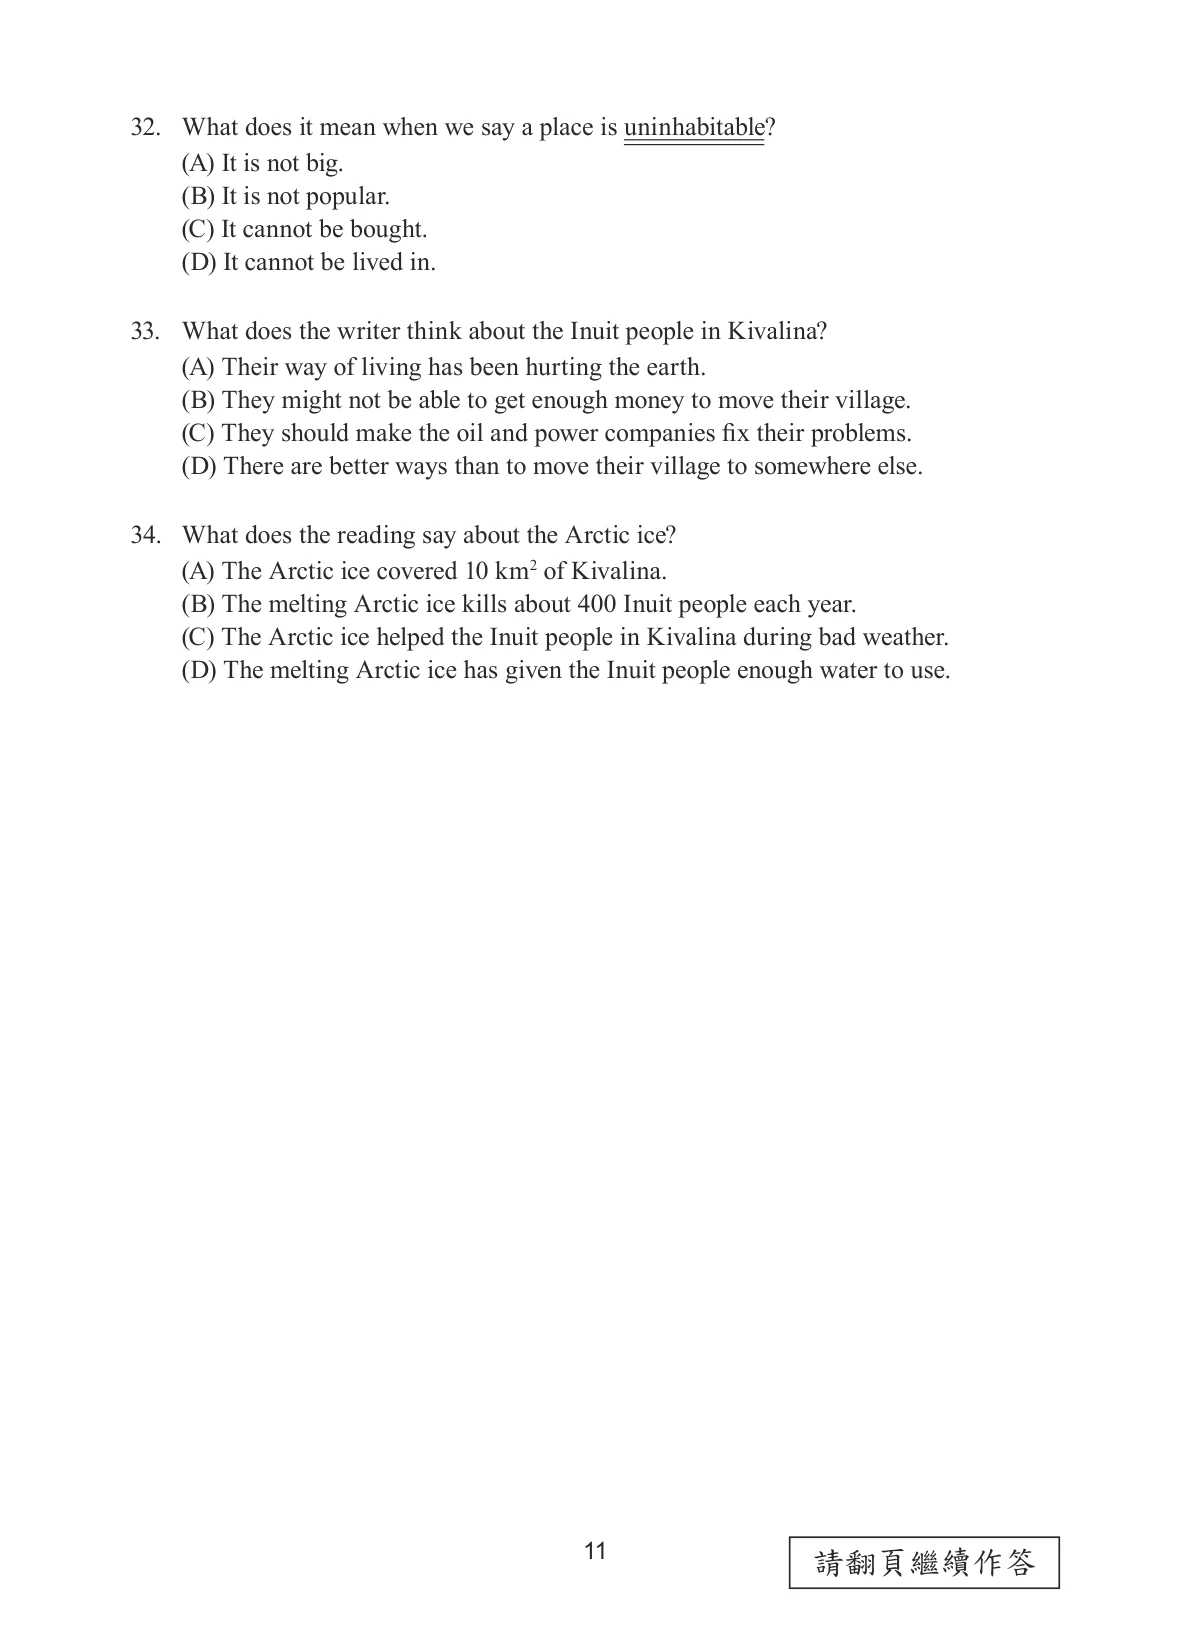 32. What does it mean when we say a place is uninhabitable?
(A) It is not big.
(B) It is not popular.
(C) It cannot be bought.
(D) It cannot be lived in.
33. What does the writer think about the Inuit people in Kivalina?
(A) Their way of living has been hurting the earth.
(B) They might not be able to get enough money to move their village.
(C) They should make the oil and power companies fix their problems.
(D) There are better ways than to move their village to somewhere else.
34. What does the reading say about the Arctic ice?
(A) The Arctic ice covered 10 km² of Kivalina.
(B) The melting Arctic ice kills about 400 Inuit people each year.
(C) The Arctic ice helped the Inuit people in Kivalina during bad weather.
(D) The melting Arctic ice has given the Inuit people enough water to use.
11
請翻頁繼續作答